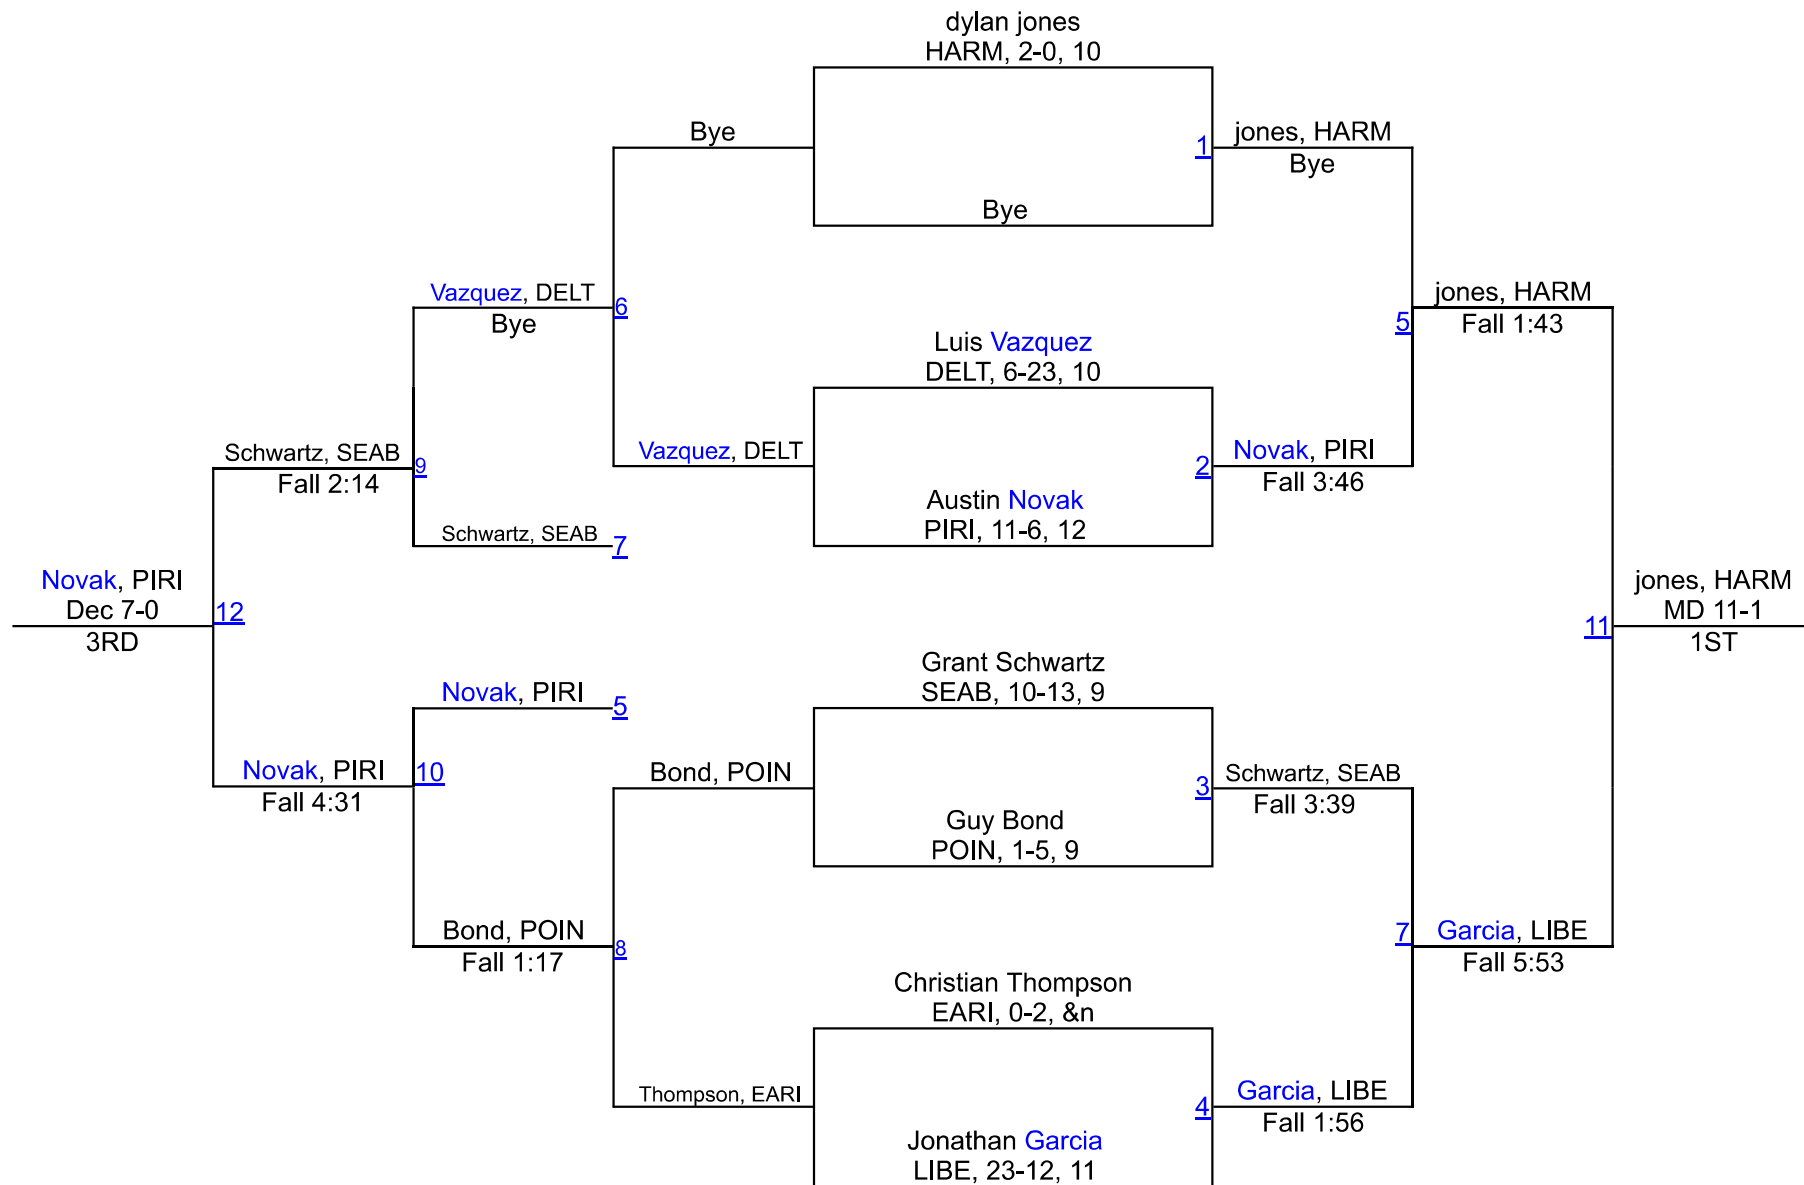 dylan jones
HARM, 2-0, 10
Bye
1
jones, HARM
Bye
Bye
Vazquez, DELT
Bye
6
jones, HARM
Fall 1:43
5
Luis Vazquez
DELT, 6-23, 10
Schwartz, SEAB
Fall 2:14
9
Vazquez, DELT
2
Novak, PIRI
Fall 3:46
Austin Novak
PIRI, 11-6, 12
Schwartz, SEAB
7
Novak, PIRI
Dec 7-0
3RD
12
11
jones, HARM
MD 11-1
1ST
Grant Schwartz
SEAB, 10-13, 9
Novak, PIRI
5
Novak, PIRI
Fall 4:31
10
Bond, POIN
3
Schwartz, SEAB
Fall 3:39
Guy Bond
POIN, 1-5, 9
Bond, POIN
Fall 1:17
8
7
Garcia, LIBE
Fall 5:53
Christian Thompson
EARI, 0-2, &n
Thompson, EARI
4
Garcia, LIBE
Fall 1:56
Jonathan Garcia
LIBE, 23-12, 11